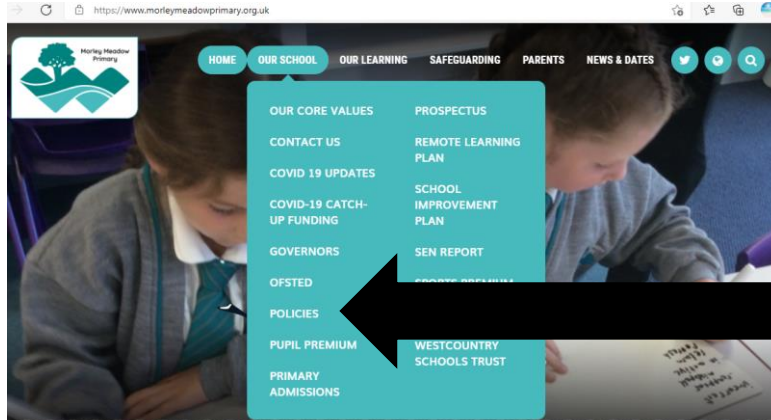 https://www.morleymeadowprimary.org.uk
Morley Meadow
Primary
HOME
OUR SCHOOL
OUR LEARNING
SAFEGUARDING
PARENTS
NEWS & DATES
OUR CORE VALUES
CONTACT US
COVID 19 UPDATES
COVID-19 CATCH-
UP FUNDING
GOVERNORS
OFSTED
POLICIES
PUPIL PREMIUM
PRIMARY
ADMISSIONS
PROSPECTUS
REMOTE LEARNING
PLAN
SCHOOL
IMPROVEMENT
PLAN
SEN REPORT
SPORTS PREMIUM
WESTCOUNTRY
SCHOOLS TRUST